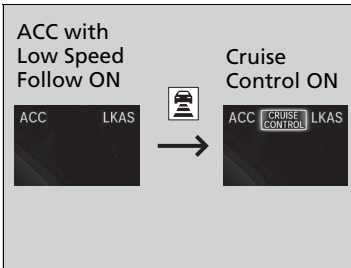 ACC with
Low Speed
Follow ON
Cruise
Control ON
ACC LKAS
ACC CRUISE CONTROL LKAS